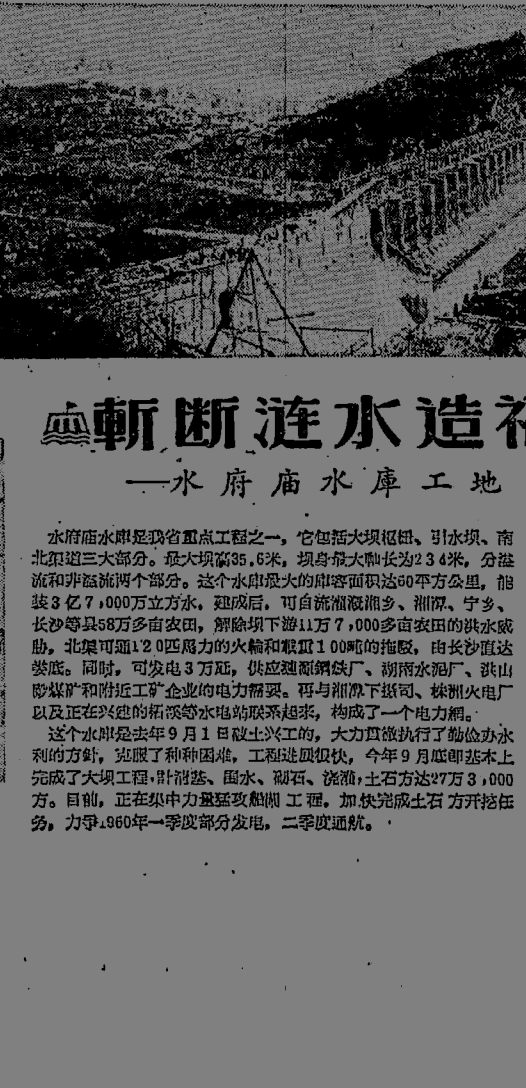 斬断涟水造
——水府庙水库工地
水府庙水库是我省重点工程之一，它包括大坝枢纽、引水坝、南
北渠道三大部分。最大坝高35.6米，坝身最大轴长为234米，分溢
流和非溢流两个部分。这个水库最大的库容面积达60平方公里，能
装3亿7,000万立方水，建成后，可自流灌溉湘乡、湘潭、宁乡、
长沙等县58万多亩农田，解除坝下游11万7,000多亩农田的洪水威
胁，北渠可通120匹馬力的火輪和載重100吨的拖駁，由长沙直达
娄底。同时，可发电3万瓩，供应涟源鋼铁厂、湖南水泥厂、洪山
殿煤矿和附近工矿企业的电力需要。再与湘潭下摄司、株洲火电厂
以及正在兴建的柘溪等水电站联系起来，构成了一个电力網。
这个水库是去年9月1日破土兴工的，大力贯彻执行了勤俭办水
利的方針，克服了种种困难，工程进展很快，今年9月底即基本上
完成了大坝工程，計清基、围水、砌石、浇灌，土石方达27万3,000
方。目前，正在集中力量猛攻船閘工程，加快完成土石方开挖任
务，力爭1960年一季度部分发电，二季度通航。